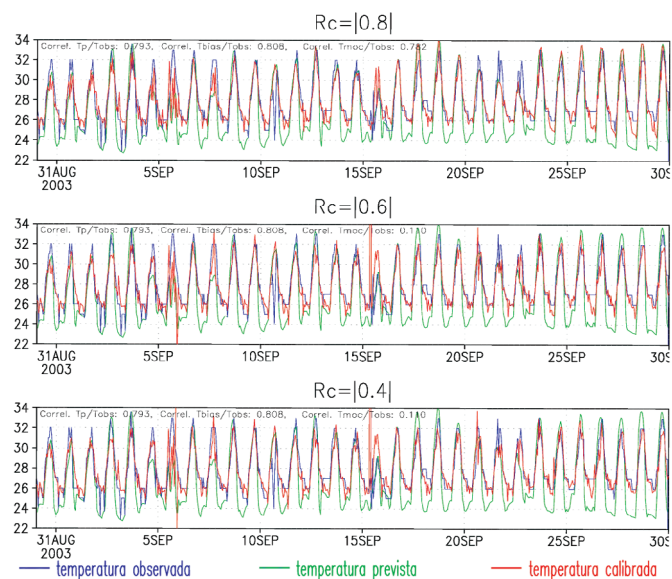 Rc=|0.8|
34
Correl. Tp/Tobs: 0.793, Correl. Tbias/Tobs: 0.808, Correl. Tmoc/Tobs: 0.782
32
30
28
26
24
22
31AUG 5SEP 10SEP 15SEP 20SEP 25SEP 30S
2003
Rc=|0.6|
34
Correl. Tp/Tobs: 0.793, Correl. Tbias/Tobs: 0.808, Correl. Tmoc/Tobs: 0.110
32
30
28
26
24
22
31AUG 5SEP 10SEP 15SEP 20SEP 25SEP 30S
2003
Rc=|0.4|
34
Correl. Tp/Tobs: 0.793, Correl. Tbias/Tobs: 0.808, Correl. Tmoc/Tobs: 0.110
32
30
28
26
24
22
31AUG 5SEP 10SEP 15SEP 20SEP 25SEP 30S
2003
temperatura observada temperatura prevista temperatura calibrada